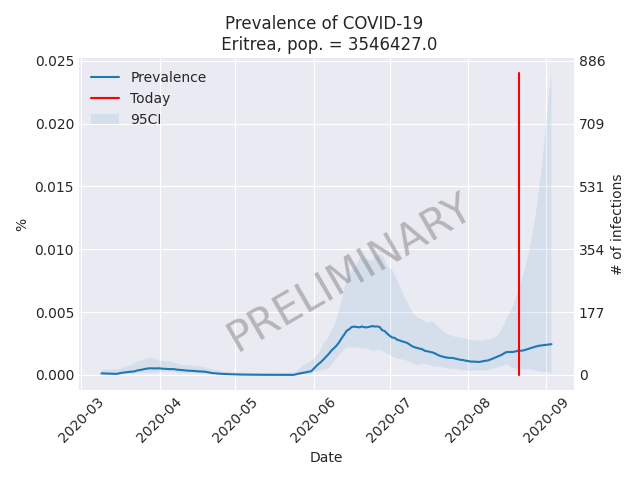 Prevalence of COVID-19
Eritrea, pop. = 3546427.0
0.025
0.020
0.015
0.010
0.005
0.000
%
886
709
531
354
177
0
# of infections
Prevalence
Today
95CI
PRELIMINARY
2020-03
2020-04
2020-05
2020-06
2020-07
2020-08
2020-09
Date